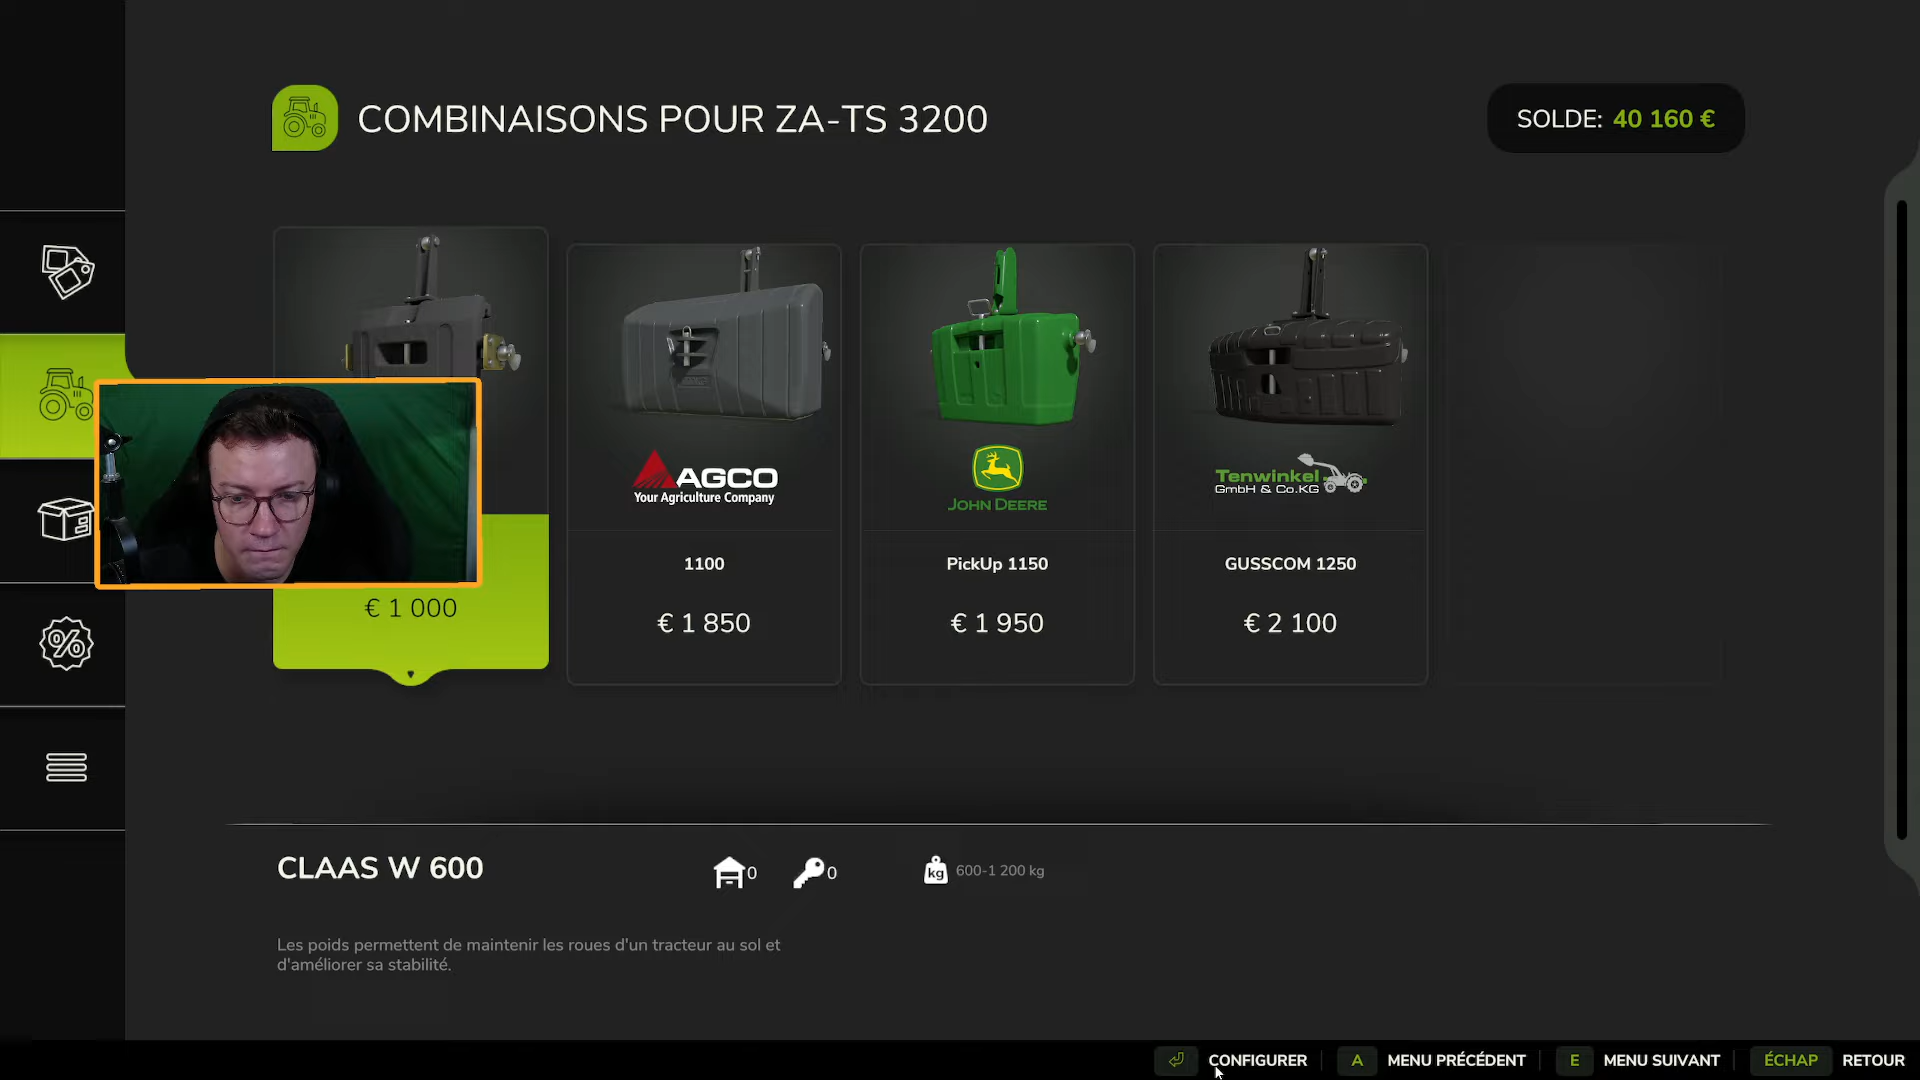 COMBINAISONS POUR ZA-TS 3200
SOLDE: 40 160 €
AGCO
Your Agriculture Company
JOHN DEERE
Tenwinkel
GmbH & Co.KG
1100
PickUp 1150
GUSSCOM 1250
€ 1 000
€ 1 850
€ 1 950
€ 2 100
CLAAS W 600
0
0
kg
600-1 200 kg
Les poids permettent de maintenir les roues d'un tracteur au sol et
d'améliorer sa stabilité.
CONFIGURER
A MENU PRÉCÉDENT
E MENU SUIVANT
ÉCHAP RETOUR